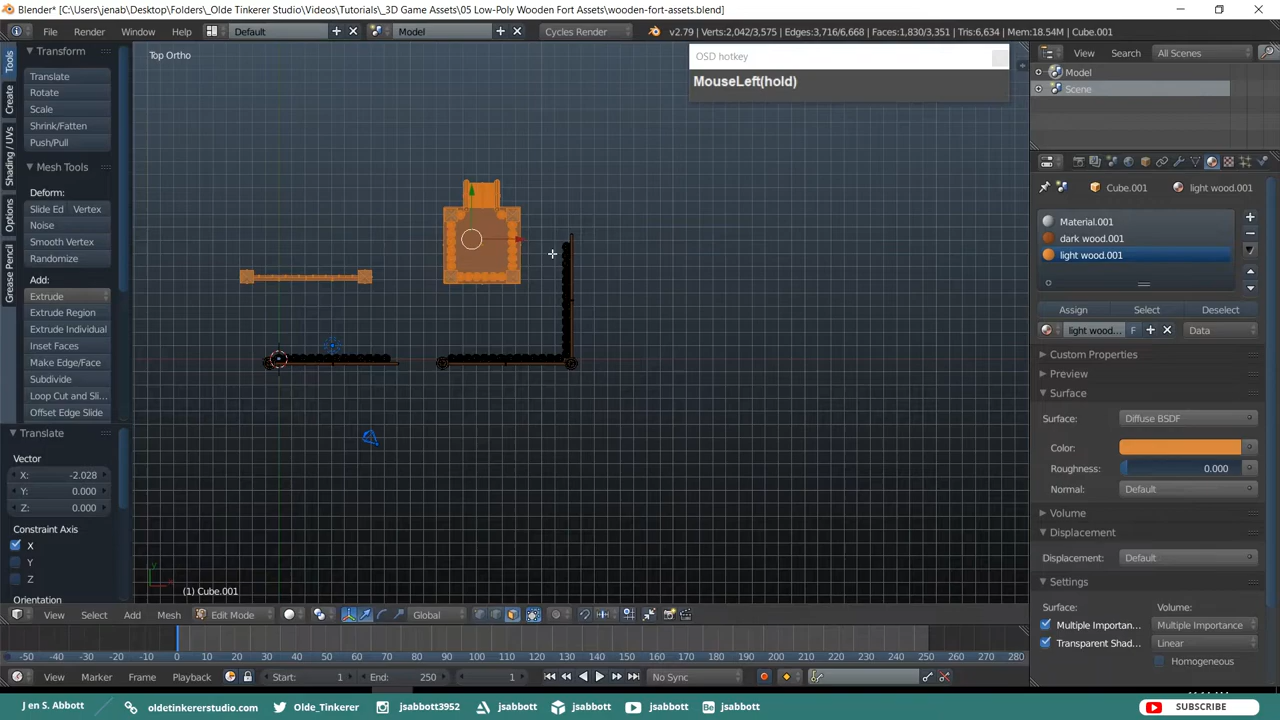 Blender* [C:\Users\jenab\Desktop\Folders\_Olde Tinkerer Studio\Videos\Tutorials\_3D Game Assets\05 Low-Poly Wooden Fort Assets\wooden-fort-assets.blend]
File Render Window Help Default Model Cycles Render v2.79 | Verts:2,042/3,575 | Edges:3,716/6,668 | Faces:1,830/3,351 | Tris:6,634 | Mem:18.54M | Cube.001
Tools
Create
Shading / UVs
Options
Grease Pencil
Transform
Translate
Rotate
Scale
Shrink/Fatten
Push/Pull
Mesh Tools
Deform:
Slide Ed Vertex
Noise
Smooth Vertex
Randomize
Add:
Extrude
Extrude Region
Extrude Individual
Inset Faces
Make Edge/Face
Subdivide
Loop Cut and Sli...
Offset Edge Slide
Translate
Vector
X: -2.028
Y: 0.000
Z: 0.000
Constraint Axis
X
Y
Z
Orientation
Top Ortho
OSD hotkey
MouseLeft(hold)
(1) Cube.001
View Select Add Mesh Edit Mode Global
-50 -40 -30 -20 -10 0 10 20 30 40 50 60 70 80 90 100 110 120 130 140 150 160 170 180 190 200 210 220 230 240 250 260 270 280
View Marker Frame Playback Start: 1 End: 250 1 No Sync
View Search All Scenes
Model
Scene
Cube.001 light wood.001
Material.001
dark wood.001
light wood.001
Assign Select Deselect
light wood... F Data
Custom Properties
Preview
Surface
Surface: Diffuse BSDF
Color:
Roughness: 0.000
Normal: Default
Volume
Displacement
Displacement: Default
Settings
Surface: Volume:
Multiple Importan... Multiple Importance
Transparent Shad... Linear
Homogeneous
J en S. Abbott oldetinkererstudio.com Olde_Tinkerer jsabbott3952 jsabbott jsabbott jsabbott jsabbott SUBSCRIBE